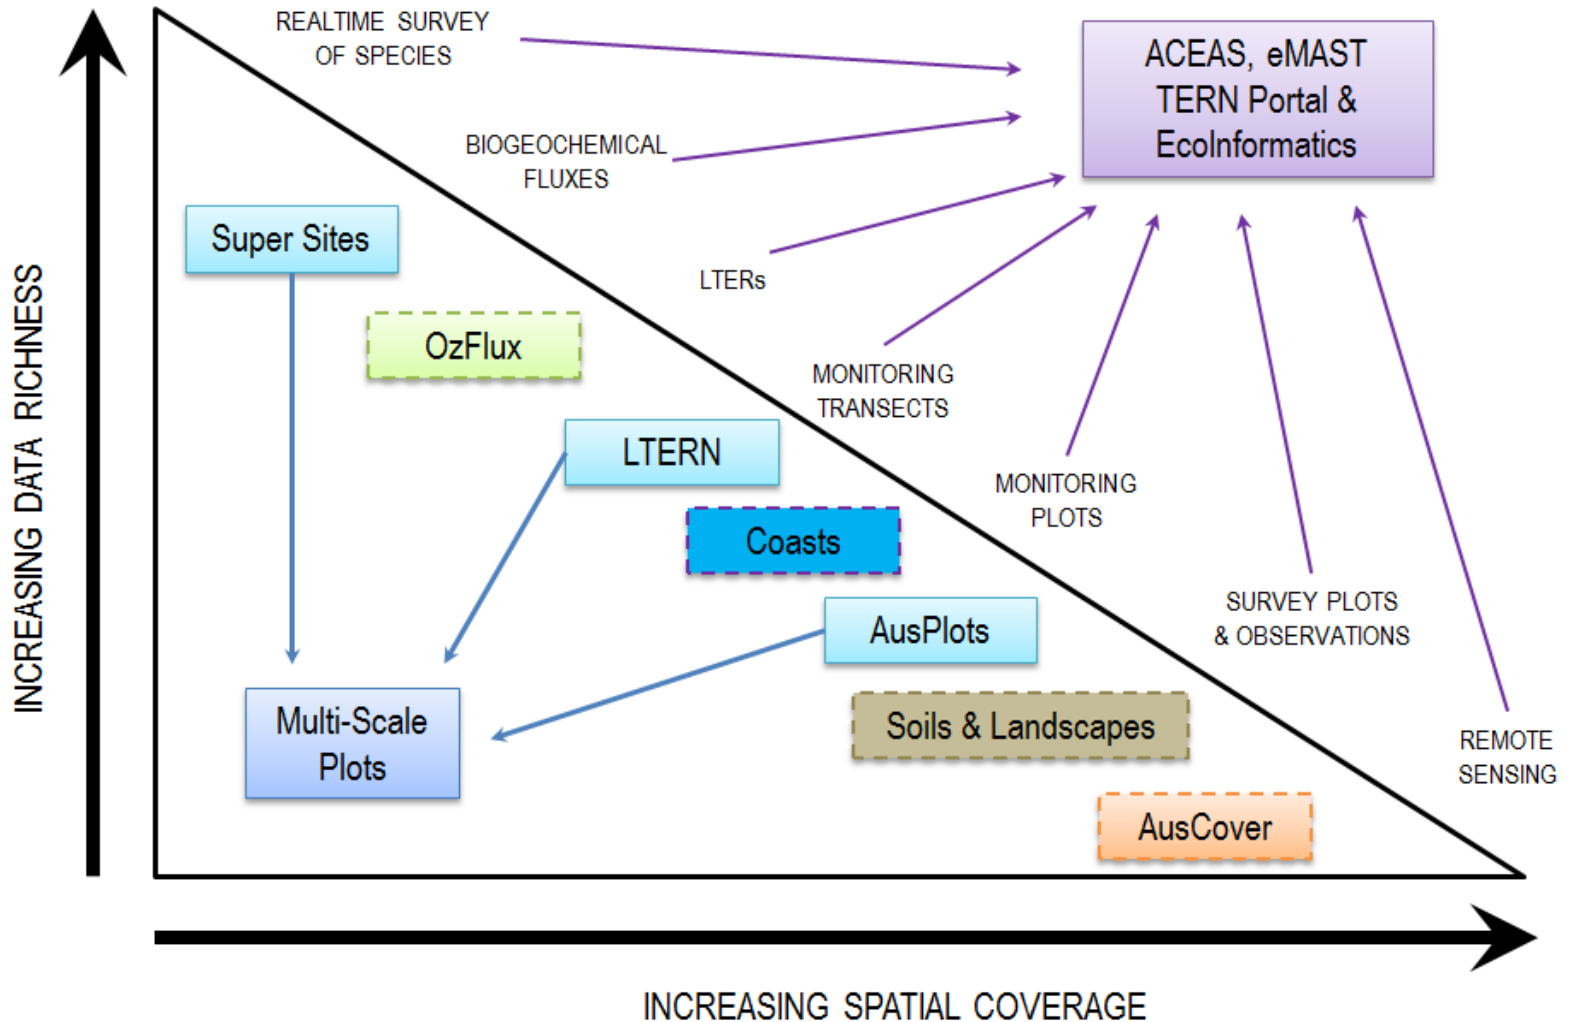 REALTIME SURVEY
OF SPECIES
ACEAS, eMAST
TERN Portal &
EcoInformatics
BIOGEOCHEMICAL
FLUXES
Super Sites
LTERs
OzFlux
MONITORING
TRANSECTS
LTERN
MONITORING
PLOTS
Coasts
SURVEY PLOTS
& OBSERVATIONS
AusPlots
Multi-Scale
Plots
Soils & Landscapes
REMOTE
SENSING
AusCover
INCREASING DATA RICHNESS
INCREASING SPATIAL COVERAGE